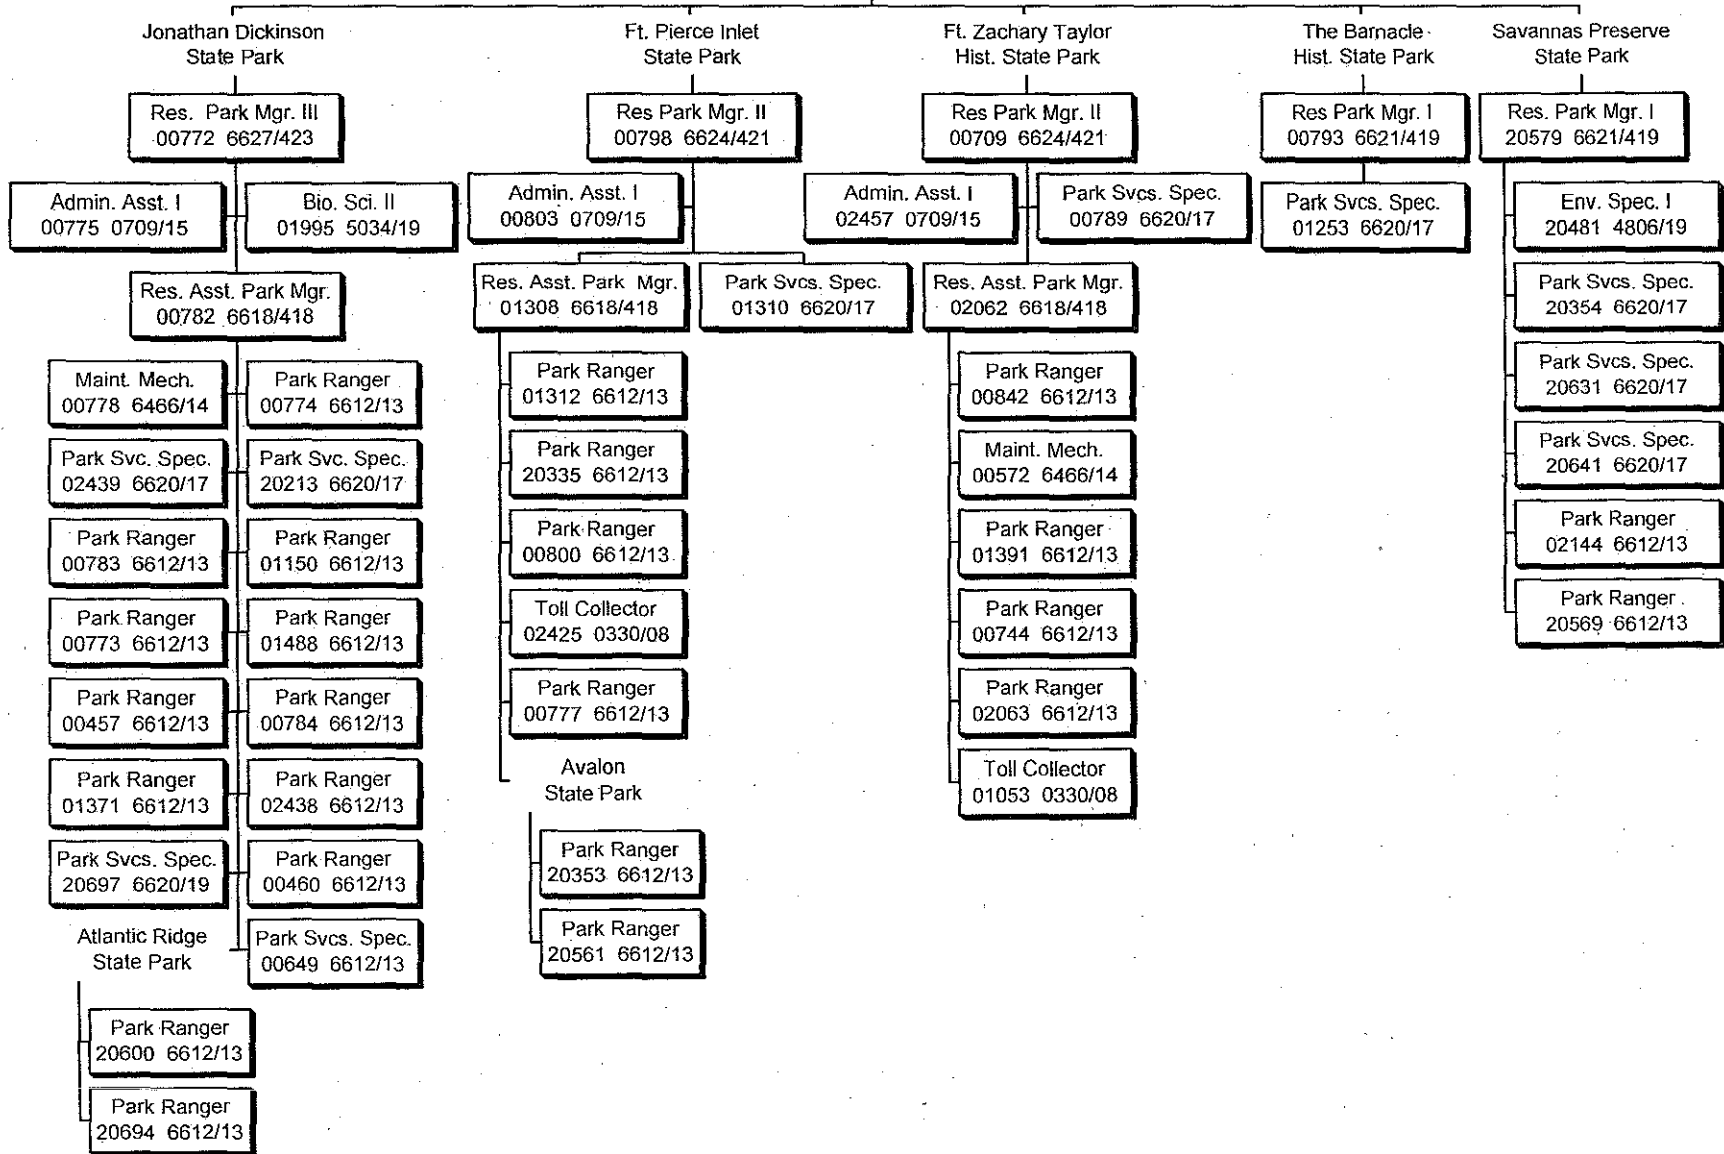 Jonathan Dickinson
State Park
Res. Park Mgr. III
00772 6627/423
Admin. Asst. I
00775 0709/15
Bio. Sci. II
01995 5034/19
Res. Asst. Park Mgr.
00782 6618/418
Maint. Mech.
00778 6466/14
Park Ranger
00774 6612/13
Park Svc. Spec.
02439 6620/17
Park Svc. Spec.
20213 6620/17
Park Ranger
00783 6612/13
Park Ranger
01150 6612/13
Park Ranger
00773 6612/13
Park Ranger
01488 6612/13
Park Ranger
00457 6612/13
Park Ranger
00784 6612/13
Park Ranger
01371 6612/13
Park Ranger
02438 6612/13
Park Svcs. Spec.
20697 6620/19
Park Ranger
00460 6612/13
Atlantic Ridge
State Park
Park Svcs. Spec.
00649 6612/13
Park Ranger
20600 6612/13
Park Ranger
20694 6612/13
Ft. Pierce Inlet
State Park
Res Park Mgr. II
00798 6624/421
Admin. Asst. I
00803 0709/15
Res. Asst. Park Mgr.
01308 6618/418
Park Svcs. Spec.
01310 6620/17
Park Ranger
01312 6612/13
Park Ranger
20335 6612/13
Park Ranger
00800 6612/13
Toll Collector
02425 0330/08
Park Ranger
00777 6612/13
Avalon
State Park
Park Ranger
20353 6612/13
Park Ranger
20561 6612/13
Ft. Zachary Taylor
Hist. State Park
Res Park Mgr. II
00709 6624/421
Admin. Asst. I
02457 0709/15
Park Svcs. Spec.
00789 6620/17
Res. Asst. Park Mgr.
02062 6618/418
Park Ranger
00842 6612/13
Maint. Mech.
00572 6466/14
Park Ranger
01391 6612/13
Park Ranger
00744 6612/13
Park Ranger
02063 6612/13
Toll Collector
01053 0330/08
The Barnacle
Hist. State Park
Res Park Mgr. I
00793 6621/419
Park Svcs. Spec.
01253 6620/17
Savannas Preserve
State Park
Res. Park Mgr. I
20579 6621/419
Env. Spec. I
20481 4806/19
Park Svcs. Spec.
20354 6620/17
Park Svcs. Spec.
20631 6620/17
Park Svcs. Spec.
20641 6620/17
Park Ranger
02144 6612/13
Park Ranger
20569 6612/13